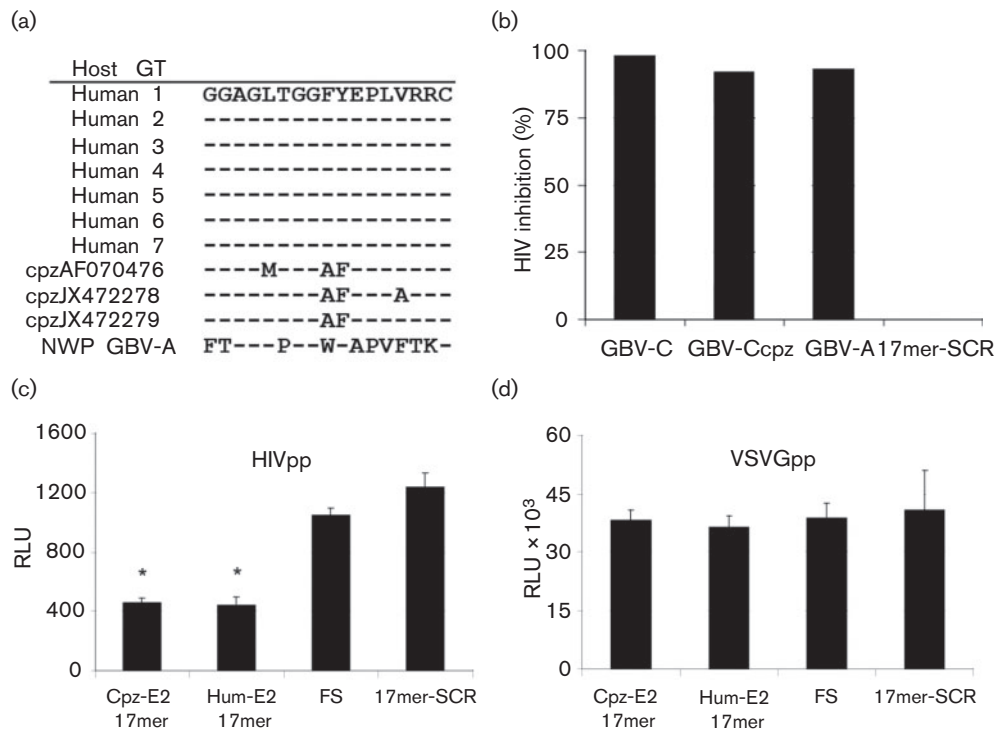 (a)
Host GT
Human 1 GGAGLTGGFYEPLVRRC
Human 2 -----------------
Human 3 -----------------
Human 4 -----------------
Human 5 -----------------
Human 6 -----------------
Human 7 -----------------
cpzAF070476 ----M---AF-------
cpzJX472278 --------AF---A---
cpzJX472279 --------AF-------
NWP GBV-A FT---P--W-APVFTK-
(b)
HIV inhibition (%)
100
75
50
25
0
GBV-C GBV-Ccpz GBV-A 17mer-SCR
(c)
HIVpp
RLU
1600
1200
800
400
0
* *
Cpz-E2 Hum-E2 FS 17mer-SCR
17mer 17mer
(d)
VSVGpp
RLU × 10³
60
45
30
15
0
Cpz-E2 Hum-E2 FS 17mer-SCR
17mer 17mer